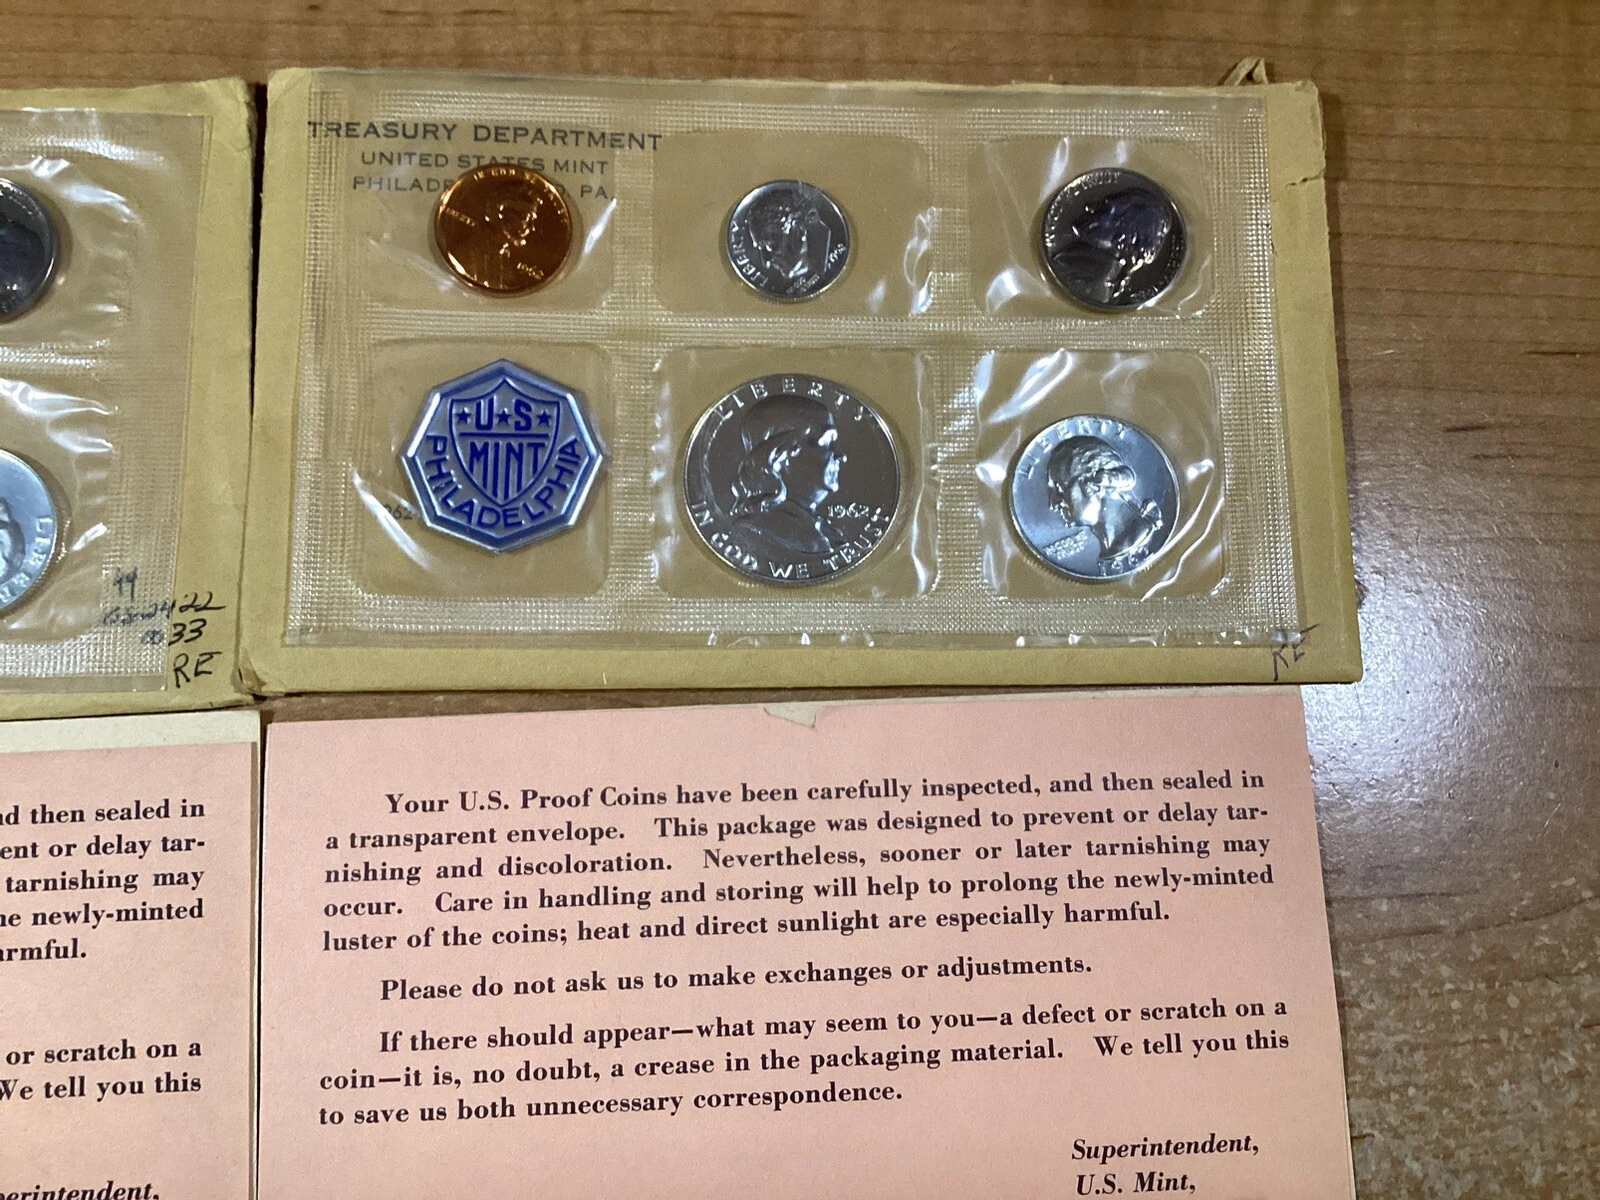 TREASURY DEPARTMENT
UNITED STATES MINT
PHILADE
PA.
LIBERTY
U★S
MINT
PHILADELPHIA
LIBERTY
1962
IN GOD WE TRUST
LIBERTY
44
22
33
RE
RE
Your U.S. Proof Coins have been carefully inspected, and then sealed in
a transparent envelope. This package was designed to prevent or delay tar-
nishing and discoloration. Nevertheless, sooner or later tarnishing may
occur. Care in handling and storing will help to prolong the newly-minted
luster of the coins; heat and direct sunlight are especially harmful.
Please do not ask us to make exchanges or adjustments.
If there should appear—what may seem to you—a defect or scratch on a
coin—it is, no doubt, a crease in the packaging material. We tell you this
to save us both unnecessary correspondence.
Superintendent,
U.S. Mint,
nd then sealed in
ent or delay tar-
tarnishing may
he newly-minted
armful.
or scratch on a
We tell you this
perintendent,